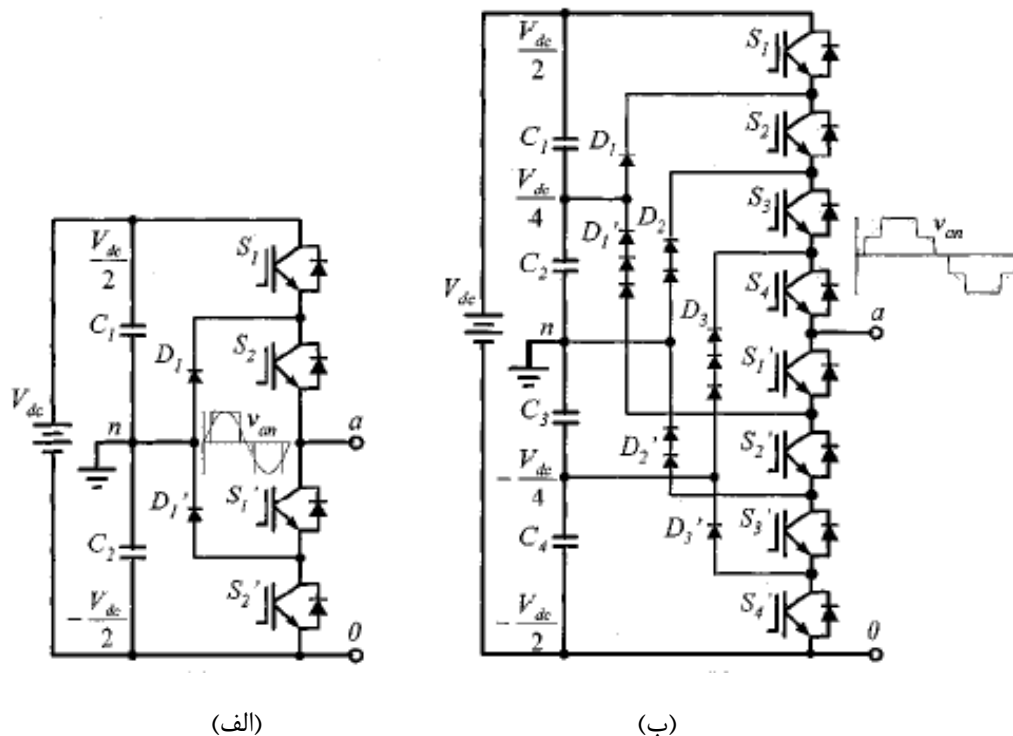 V_dc/2
C_1
V_dc
n
C_2
-V_dc/2
S_1
D_1
S_2
v_an
a
D_1'
S_1'
S_2'
0
(الف)
V_dc/2
C_1
V_dc/4
C_2
V_dc
n
C_3
-V_dc/4
C_4
-V_dc/2
D_1
D_1'
D_2
D_3
D_2'
D_3'
S_1
S_2
S_3
S_4
S_1'
S_2'
S_3'
S_4'
v_an
a
0
(ب)